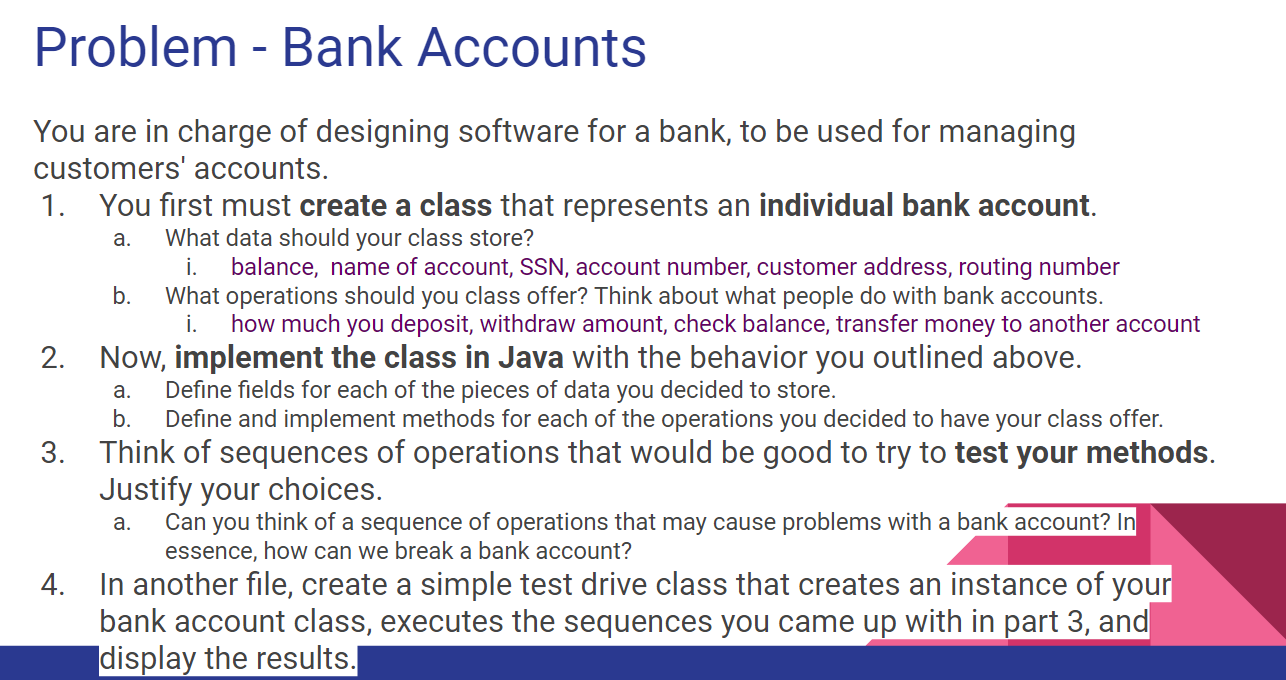 Problem - Bank Accounts
You are in charge of designing software for a bank, to be used for managing
customers' accounts.
1. You first must create a class that represents an individual bank account.
a. What data should your class store?
i. balance, name of account, SSN, account number, customer address, routing number
b. What operations should you class offer? Think about what people do with bank accounts.
i. how much you deposit, withdraw amount, check balance, transfer money to another account
2. Now, implement the class in Java with the behavior you outlined above.
a. Define fields for each of the pieces of data you decided to store.
b. Define and implement methods for each of the operations you decided to have your class offer.
3. Think of sequences of operations that would be good to try to test your methods.
Justify your choices.
a. Can you think of a sequence of operations that may cause problems with a bank account? In
essence, how can we break a bank account?
4. In another file, create a simple test drive class that creates an instance of your
bank account class, executes the sequences you came up with in part 3, and
display the results.